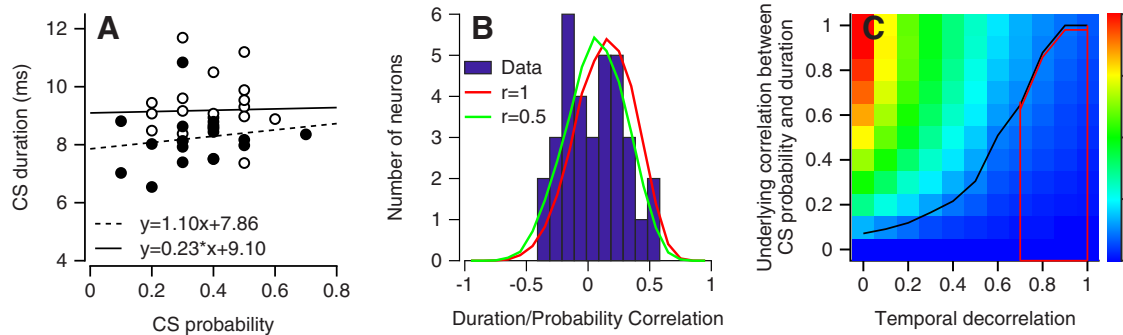 A
CS duration (ms)
12
10
8
6
4
y=1.10x+7.86
y=0.23*x+9.10
0
0.2
0.4
0.6
0.8
CS probability
B
Number of neurons
6
5
4
3
2
1
0
Data
r=1
r=0.5
-1
-0.5
0
0.5
1
Duration/Probability Correlation
C
Underlying correlation between
CS probability and duration
1
0.8
0.6
0.4
0.2
0
0
0.2
0.4
0.6
0.8
1
Temporal decorrelation